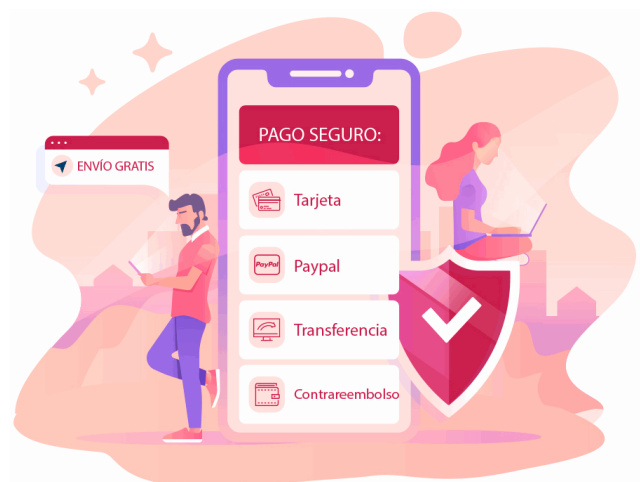 PAGO SEGURO:
ENVÍO GRATIS
Tarjeta
PayPal
Paypal
Transferencia
Contrareembolso